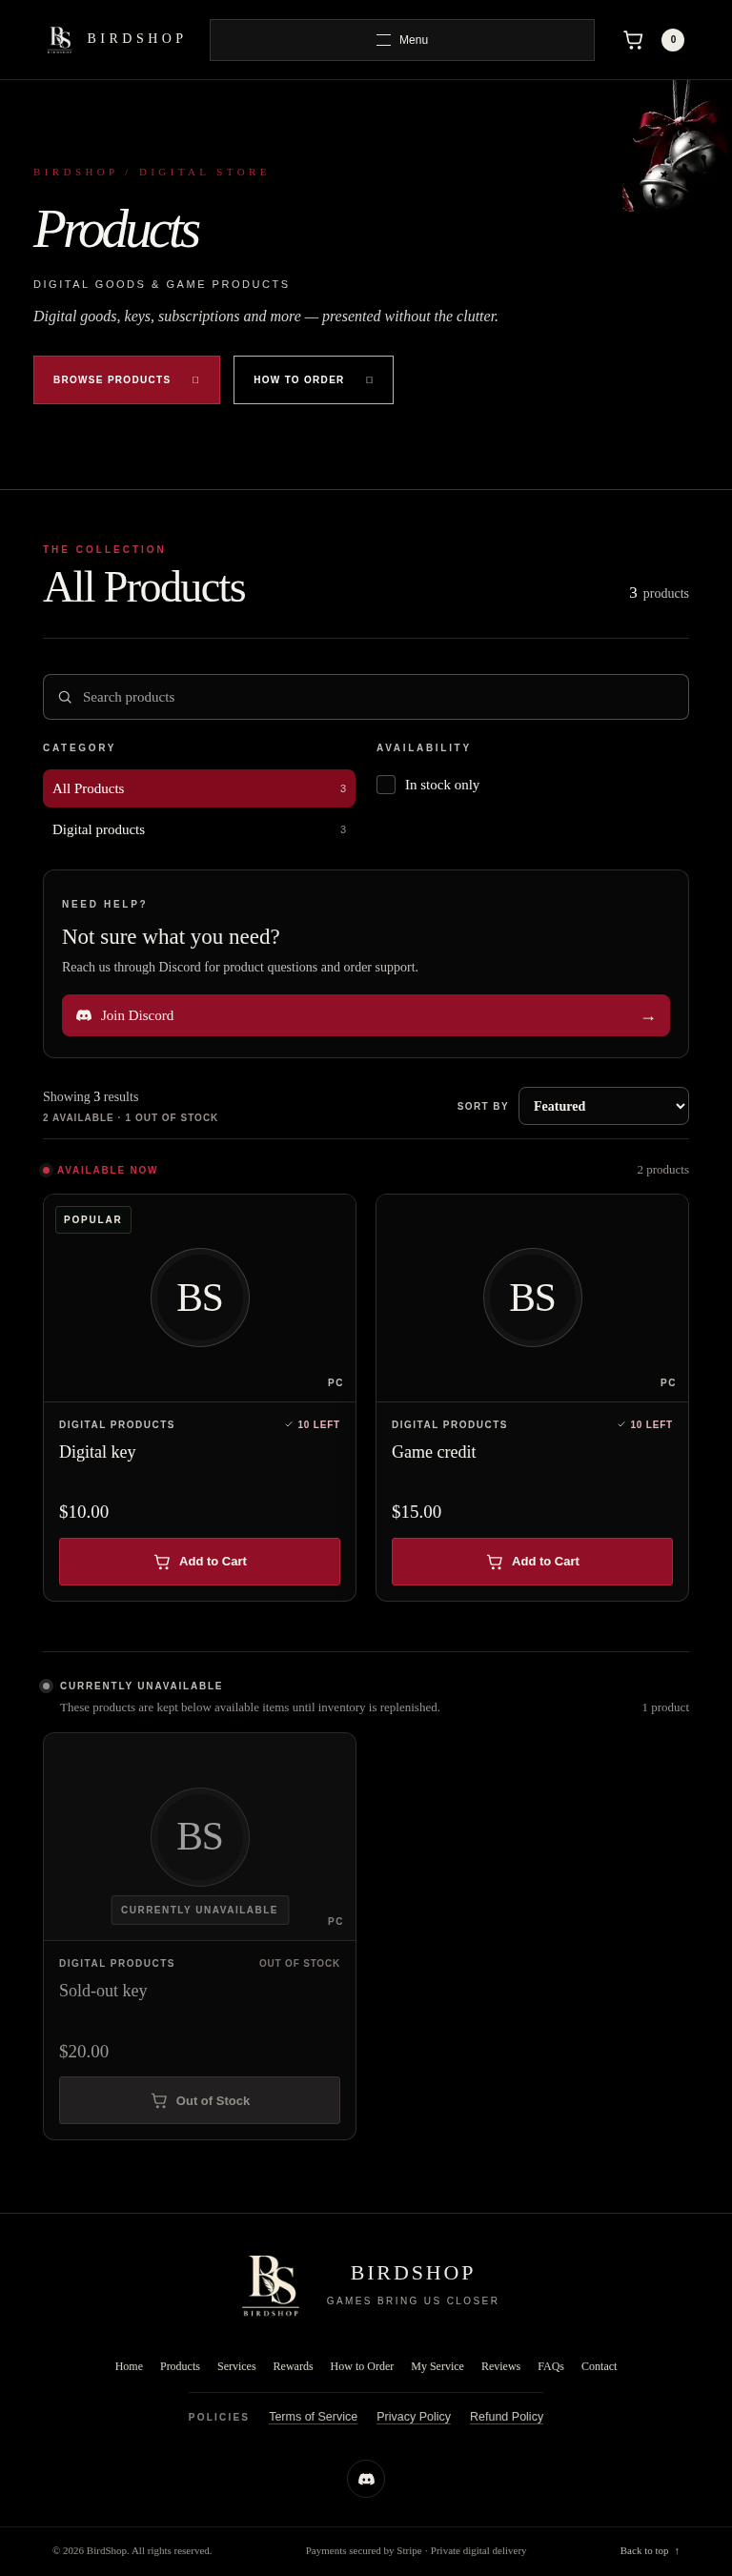 BS
BIRDSHOP
BIRDSHOP
Menu
0
BIRDSHOP / DIGITAL STORE
Products
DIGITAL GOODS & GAME PRODUCTS
Digital goods, keys, subscriptions and more — presented without the clutter.
BROWSE PRODUCTS
HOW TO ORDER
THE COLLECTION
All Products
3 products
Search products
CATEGORY
All Products 3
Digital products 3
AVAILABILITY
In stock only
NEED HELP?
Not sure what you need?
Reach us through Discord for product questions and order support.
Join Discord →
Showing 3 results
2 AVAILABLE · 1 OUT OF STOCK
SORT BY Featured
AVAILABLE NOW
2 products
POPULAR
BS
PC
DIGITAL PRODUCTS ✓ 10 LEFT
Digital key
$10.00
Add to Cart
BS
PC
DIGITAL PRODUCTS ✓ 10 LEFT
Game credit
$15.00
Add to Cart
CURRENTLY UNAVAILABLE
These products are kept below available items until inventory is replenished.
1 product
BS
CURRENTLY UNAVAILABLE
PC
DIGITAL PRODUCTS OUT OF STOCK
Sold-out key
$20.00
Out of Stock
BS
BIRDSHOP
BIRDSHOP
GAMES BRING US CLOSER
Home Products Services Rewards How to Order My Service Reviews FAQs Contact
POLICIES Terms of Service Privacy Policy Refund Policy
© 2026 BirdShop. All rights reserved.
Payments secured by Stripe · Private digital delivery
Back to top ↑